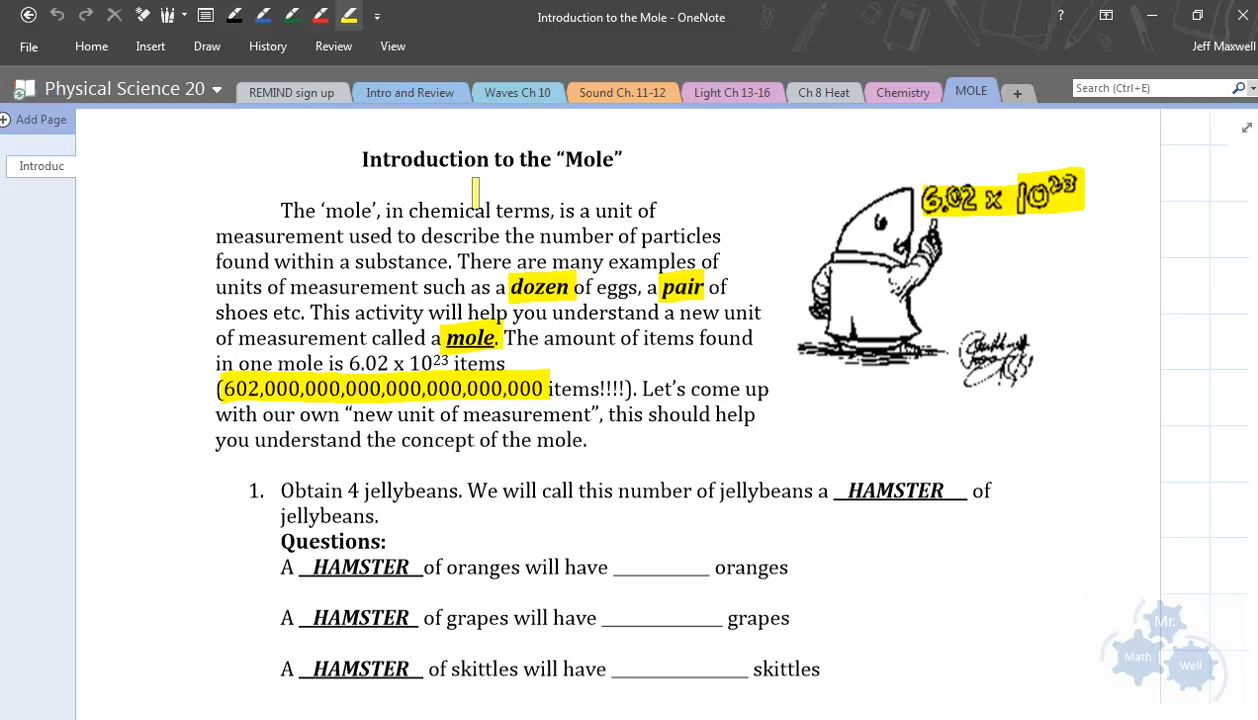 Introduction to the Mole - OneNote
?
File Home Insert Draw History Review View
Jeff Maxwell
Physical Science 20
REMIND sign up
Intro and Review
Waves Ch 10
Sound Ch. 11-12
Light Ch 13-16
Ch 8 Heat
Chemistry
MOLE
Search (Ctrl+E)
Add Page
Introduc
Introduction to the “Mole”
The ‘mole’, in chemical terms, is a unit of
measurement used to describe the number of particles
found within a substance. There are many examples of
units of measurement such as a dozen of eggs, a pair of
shoes etc. This activity will help you understand a new unit
of measurement called a mole. The amount of items found
in one mole is 6.02 x 10²³ items
(602,000,000,000,000,000,000,000 items!!!!). Let’s come up
with our own “new unit of measurement”, this should help
you understand the concept of the mole.
6.02 x 10²³
1. Obtain 4 jellybeans. We will call this number of jellybeans a __HAMSTER___ of
jellybeans.
Questions:
A __HAMSTER__of oranges will have __________ oranges
A __HAMSTER__ of grapes will have _____________ grapes
A __HAMSTER__ of skittles will have _______________ skittles
Mr.
Math
Well